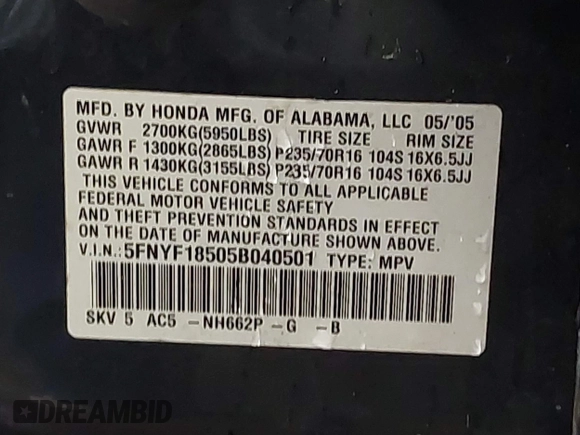 MFD. BY HONDA MFG. OF ALABAMA, LLC 05/'05
GVWR 2700KG(5950LBS) TIRE SIZE RIM SIZE
GAWR F 1300KG(2865LBS) P235/70R16 104S 16X6.5JJ
GAWR R 1430KG(3155LBS) P235/70R16 104S 16X6.5JJ
THIS VEHICLE CONFORMS TO ALL APPLICABLE
FEDERAL MOTOR VEHICLE SAFETY
AND THEFT PREVENTION STANDARDS IN EFFECT
ON THE DATE OF MANUFACTURE SHOWN ABOVE.
V.I.N.: 5FNYF18505B040501 TYPE: MPV
SKV 5 AC5 -NH662P -G -B
DREAMBID